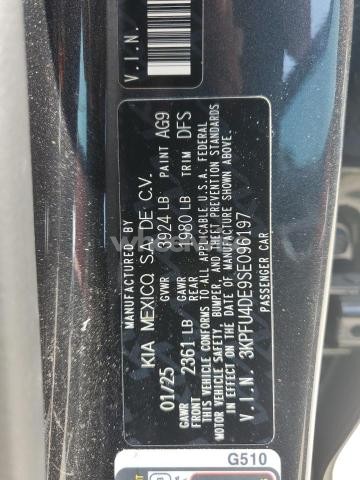 V.I.N.
MANUFACTURED BY
KIA MEXICO, S.A. DE C.V.
01/25 GVWR 3924 LB PAINT AG9
GAWR FRONT 2361 LB GAWR REAR 1980 LB TRIM DFS
THIS VEHICLE CONFORMS TO ALL APPLICABLE U.S.A. FEDERAL
MOTOR VEHICLE SAFETY, BUMPER, AND THEFT PREVENTION STANDARDS
IN EFFECT ON THE DATE OF MANUFACTURE SHOWN ABOVE.
V.I.N. 3KPFU4DE9SE096197
PASSENGER CAR
G510